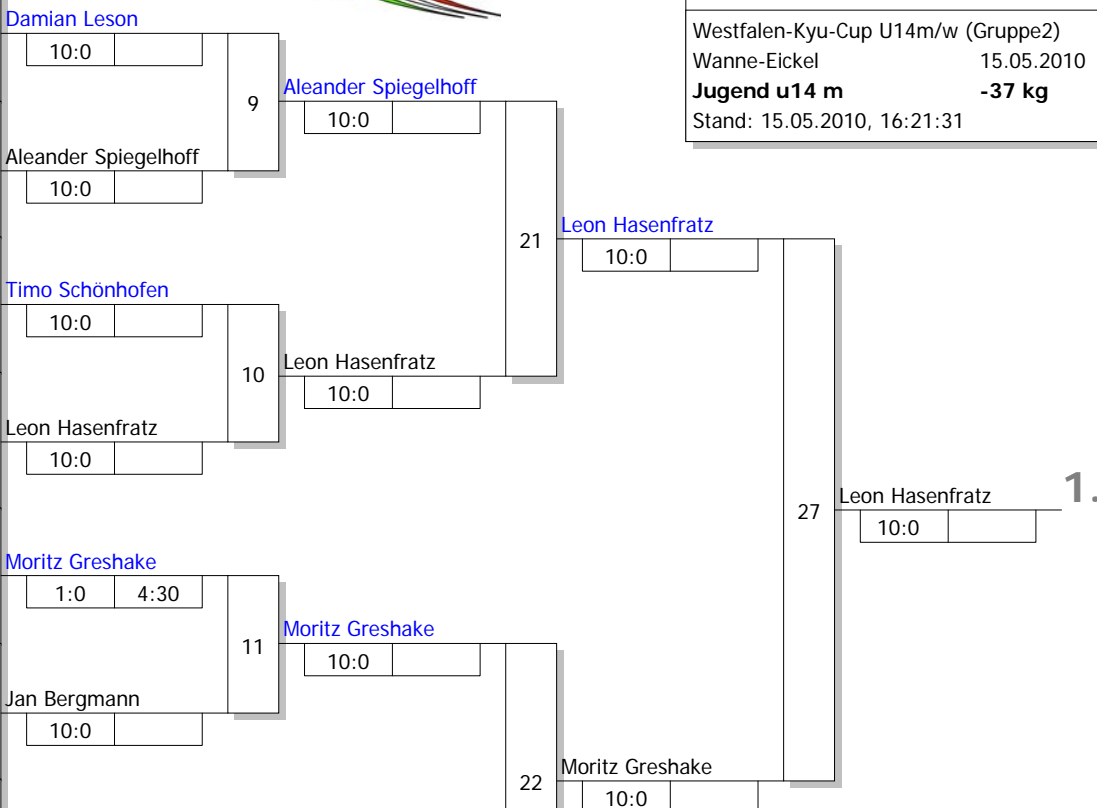 Damian Leson
10:0
Westfalen-Kyu-Cup U14m/w (Gruppe2)
Wanne-Eickel 15.05.2010
Jugend u14 m -37 kg
Stand: 15.05.2010, 16:21:31
9
Aleander Spiegelhoff
10:0
Aleander Spiegelhoff
10:0
21
Leon Hasenfratz
10:0
Timo Schönhofen
10:0
10
Leon Hasenfratz
10:0
Leon Hasenfratz
10:0
27
Leon Hasenfratz 1.
10:0
Moritz Greshake
1:0 4:30
11
Moritz Greshake
10:0
Jan Bergmann
10:0
22
Moritz Greshake
10:0